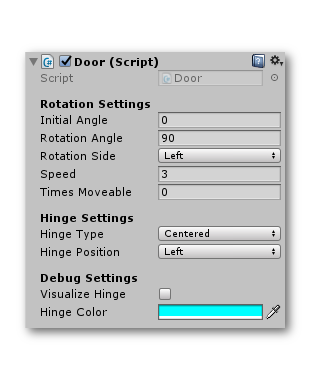 Door (Script)
Script Door
Rotation Settings
Initial Angle 0
Rotation Angle 90
Rotation Side Left
Speed 3
Times Moveable 0
Hinge Settings
Hinge Type Centered
Hinge Position Left
Debug Settings
Visualize Hinge
Hinge Color